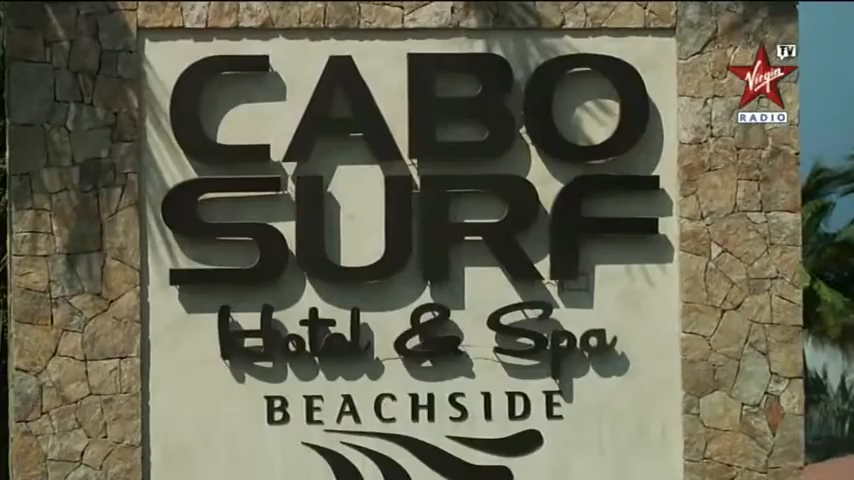 CABO
SURF
Hotel & Spa
BEACHSIDE
Virgin TV
RADIO